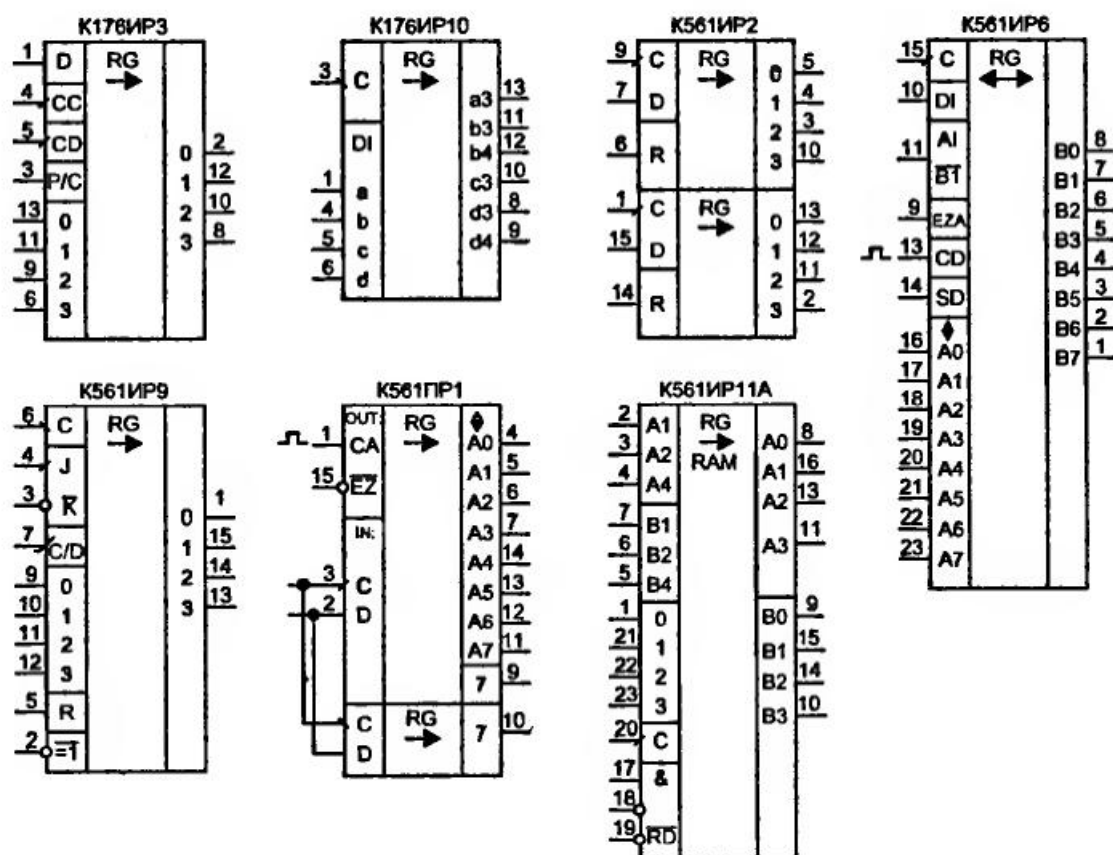 К176ИР3
1 D RG
4 CC
5 CD
0 2
3 P/C
1 12
13 0
2 10
11 1
3 8
9 2
6 3
К176ИР10
3 C RG
a3 13
DI
b3 11
b4 12
1 a
c3 10
4 b
d3 8
5 c
d4 9
6 d
К561ИР2
9 C RG
0 5
7 D
1 4
2 3
6 R
3 10
1 C RG
0 13
15 D
1 12
2 11
14 R
3 2
К561ИР6
15 C RG
10 DI
AI
11 B1
B0 8
B1 7
9 EZA
B2 6
B3 5
13 CD
B4 4
14 SD
B5 3
B6 2
16 A0
B7 1
17 A1
18 A2
19 A3
20 A4
21 A5
22 A6
23 A7
К561ИР9
6 C RG
4 J
3 K
0 1
7 C/D
1 15
9 0
2 14
10 1
3 13
11 2
12 3
5 R
2 =1
К561ПР1
OUT: RG
1 CA
A0 4
A1 5
15 EZ
A2 6
IN:
A3 7
A4 14
3 C
A5 13
2 D
A6 12
A7 11
7 9
C RG
7 10
D
К561ИР11А
2 A1 RG
A0 8
3 A2 RAM
A1 16
4 A4
A2 13
7 B1
A3 11
6 B2
5 B4
1 0
B0 9
21 1
B1 15
22 2
B2 14
23 3
B3 10
20 C
17 &
18
19 RD